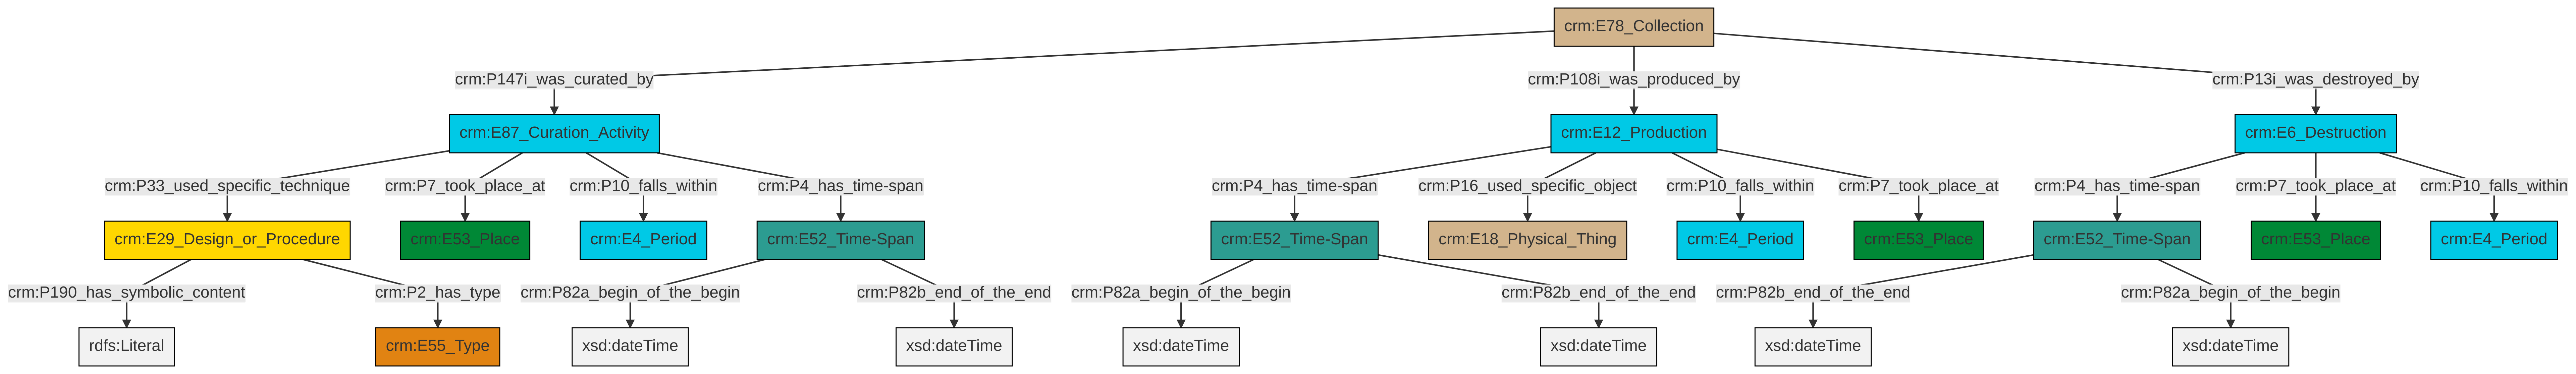 crm:E78_Collection
crm:P147i_was_curated_by
crm:P108i_was_produced_by
crm:P13i_was_destroyed_by
crm:E87_Curation_Activity
crm:E12_Production
crm:E6_Destruction
crm:P33_used_specific_technique
crm:P7_took_place_at
crm:P10_falls_within
crm:P4_has_time-span
crm:P4_has_time-span
crm:P16_used_specific_object
crm:P10_falls_within
crm:P7_took_place_at
crm:P4_has_time-span
crm:P7_took_place_at
crm:P10_falls_within
crm:E29_Design_or_Procedure
crm:E53_Place
crm:E4_Period
crm:E52_Time-Span
crm:E52_Time-Span
crm:E18_Physical_Thing
crm:E4_Period
crm:E53_Place
crm:E52_Time-Span
crm:E53_Place
crm:E4_Period
crm:P190_has_symbolic_content
crm:P2_has_type
crm:P82a_begin_of_the_begin
crm:P82b_end_of_the_end
crm:P82a_begin_of_the_begin
crm:P82b_end_of_the_end
crm:P82b_end_of_the_end
crm:P82a_begin_of_the_begin
rdfs:Literal
crm:E55_Type
xsd:dateTime
xsd:dateTime
xsd:dateTime
xsd:dateTime
xsd:dateTime
xsd:dateTime